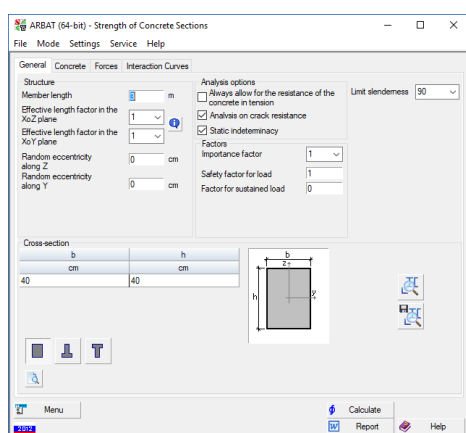 ARBAT (64-bit) - Strength of Concrete Sections
File Mode Settings Service Help
General Concrete Forces Interaction Curves
Structure
Member length 3 m
Effective length factor in the
XoZ plane 1
Effective length factor in the
XoY plane 1
Random eccentricity
along Z 0 cm
Random eccentricity
along Y 0 cm
Analysis options
Always allow for the resistance of the
concrete in tension
Analysis on crack resistance
Static indeterminacy
Factors
Importance factor 1
Safety factor for load 1
Factor for sustained load 0
Limit slenderness 90
Cross-section
b h
cm cm
40 40
b
z
h
y
Menu
Calculate
2012
Report
Help